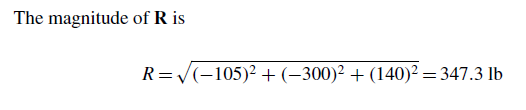 The magnitude of R is
R = √(−105)² + (−300)² + (140)² = 347.3 lb